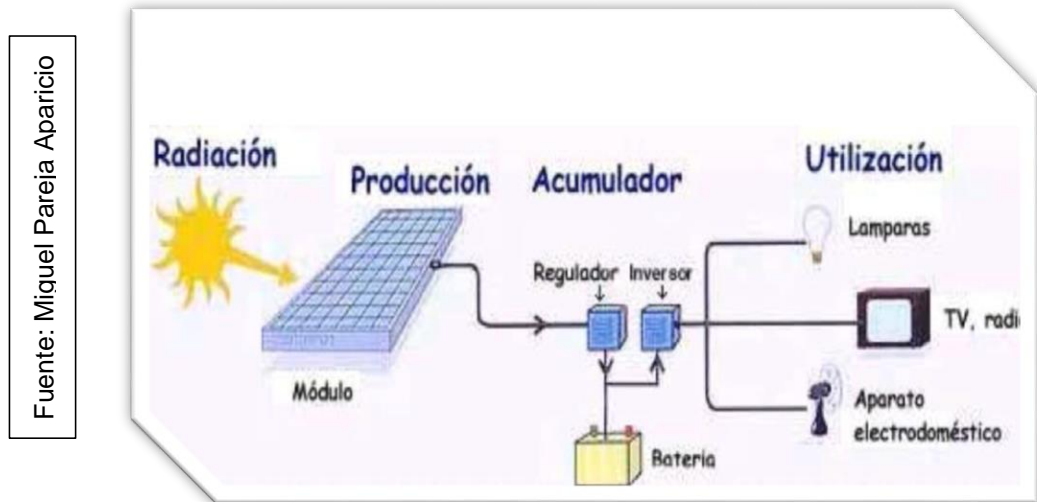 Fuente: Miguel Pareja Aparicio
Radiación
Producción
Acumulador
Utilización
Regulador Inversor
Lamparas
TV, radi
Módulo
Aparato
electrodoméstico
Bateria